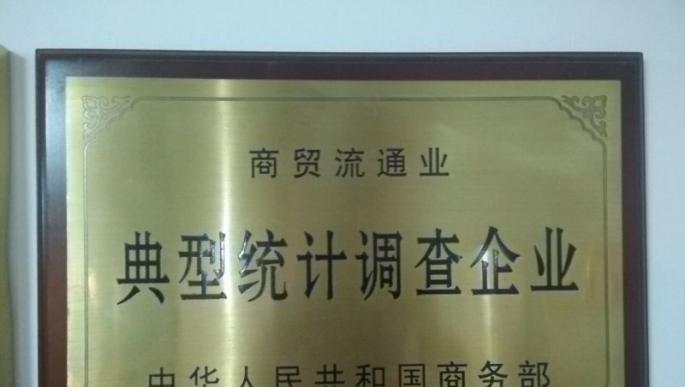 商贸流通业
典型统计调查企业
中华人民共和国商务部